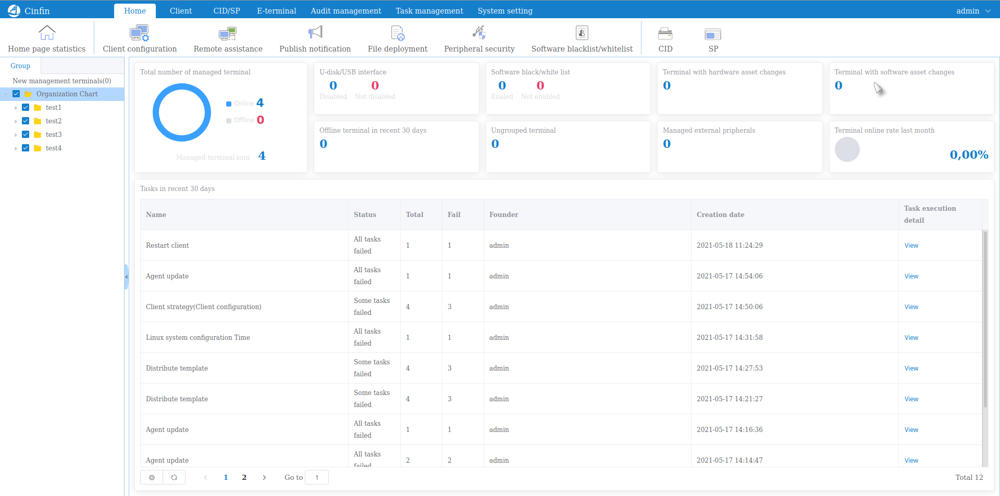 Cinfin Home Client CID/SP E-terminal Audit management Task management System setting admin
Home page statistics Client configuration Remote assistance Publish notification File deployment Peripheral security Software blacklist/whitelist CID SP
Group
New management terminals(0)
Organization Chart
test1
test2
test3
test4
«
Total number of managed terminal
Online 4
Offline 0
Managed terminal sum 4
U-disk/USB interface
0 0
Disabled Not disabled
Software black/white list
0 0
Enaled Not enabled
Terminal with hardware asset changes
0
Terminal with software asset changes
0
Offline terminal in recent 30 days
0
Ungrouped terminal
0
Managed external pripherals
0
Terminal online rate last month
0,00%
Tasks in recent 30 days
Name Status Total Fail Founder Creation date Task execution
detail
Restart client All tasks
failed 1 1 admin 2021-05-18 11:24:29 View
Agent update All tasks
failed 1 1 admin 2021-05-17 14:54:06 View
Client strategy(Client configuration) Some tasks
failed 4 3 admin 2021-05-17 14:50:06 View
Linux system configuration Time All tasks
failed 1 1 admin 2021-05-17 14:31:58 View
Distribute template Some tasks
failed 4 3 admin 2021-05-17 14:27:53 View
Distribute template Some tasks
failed 4 3 admin 2021-05-17 14:21:27 View
Agent update All tasks
failed 1 1 admin 2021-05-17 14:16:36 View
Agent update All tasks
failed 2 2 admin 2021-05-17 14:14:47 View
1 2 Go to 1 Total 12